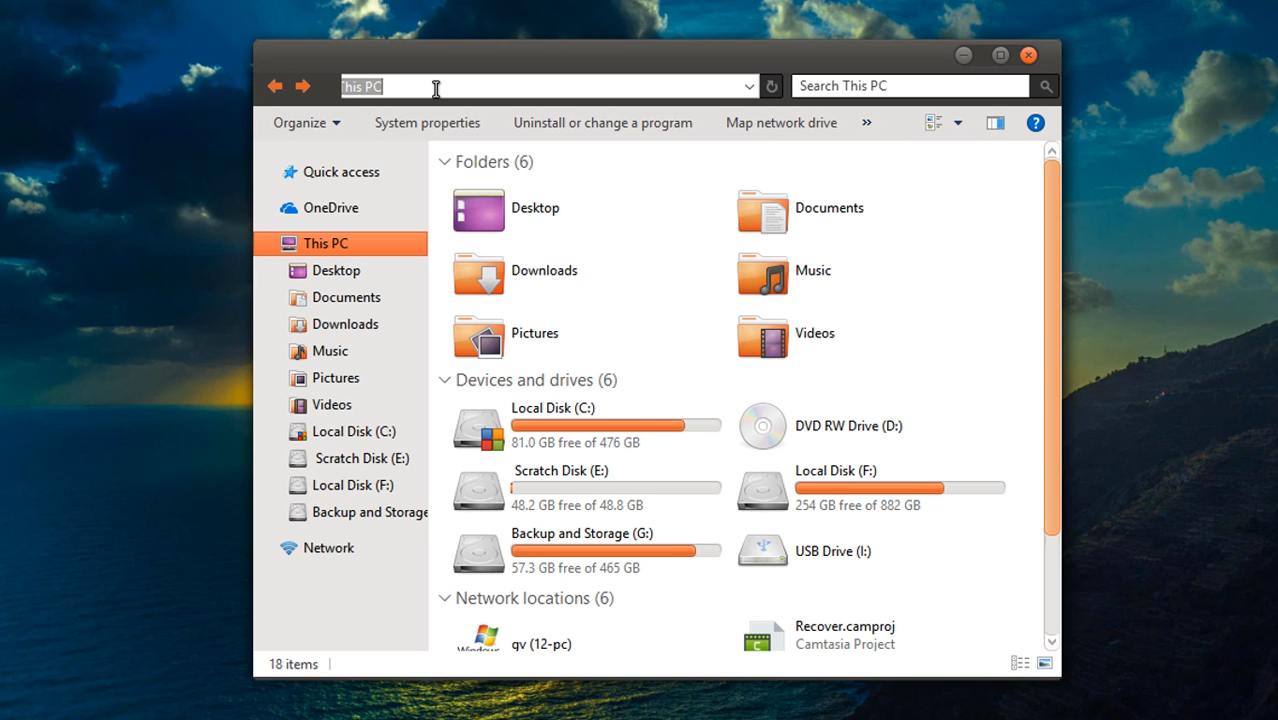 This PC
Search This PC
Organize
System properties
Uninstall or change a program
Map network drive
»
?
Quick access
OneDrive
This PC
Desktop
Documents
Downloads
Music
Pictures
Videos
Local Disk (C:)
Scratch Disk (E:)
Local Disk (F:)
Backup and Storage
Network
Folders (6)
Desktop
Documents
Downloads
Music
Pictures
Videos
Devices and drives (6)
Local Disk (C:)
81.0 GB free of 476 GB
DVD RW Drive (D:)
Scratch Disk (E:)
48.2 GB free of 48.8 GB
Local Disk (F:)
254 GB free of 882 GB
Backup and Storage (G:)
57.3 GB free of 465 GB
USB Drive (I:)
Network locations (6)
Windows
qv (12-pc)
C
Recover.camproj
Camtasia Project
18 items